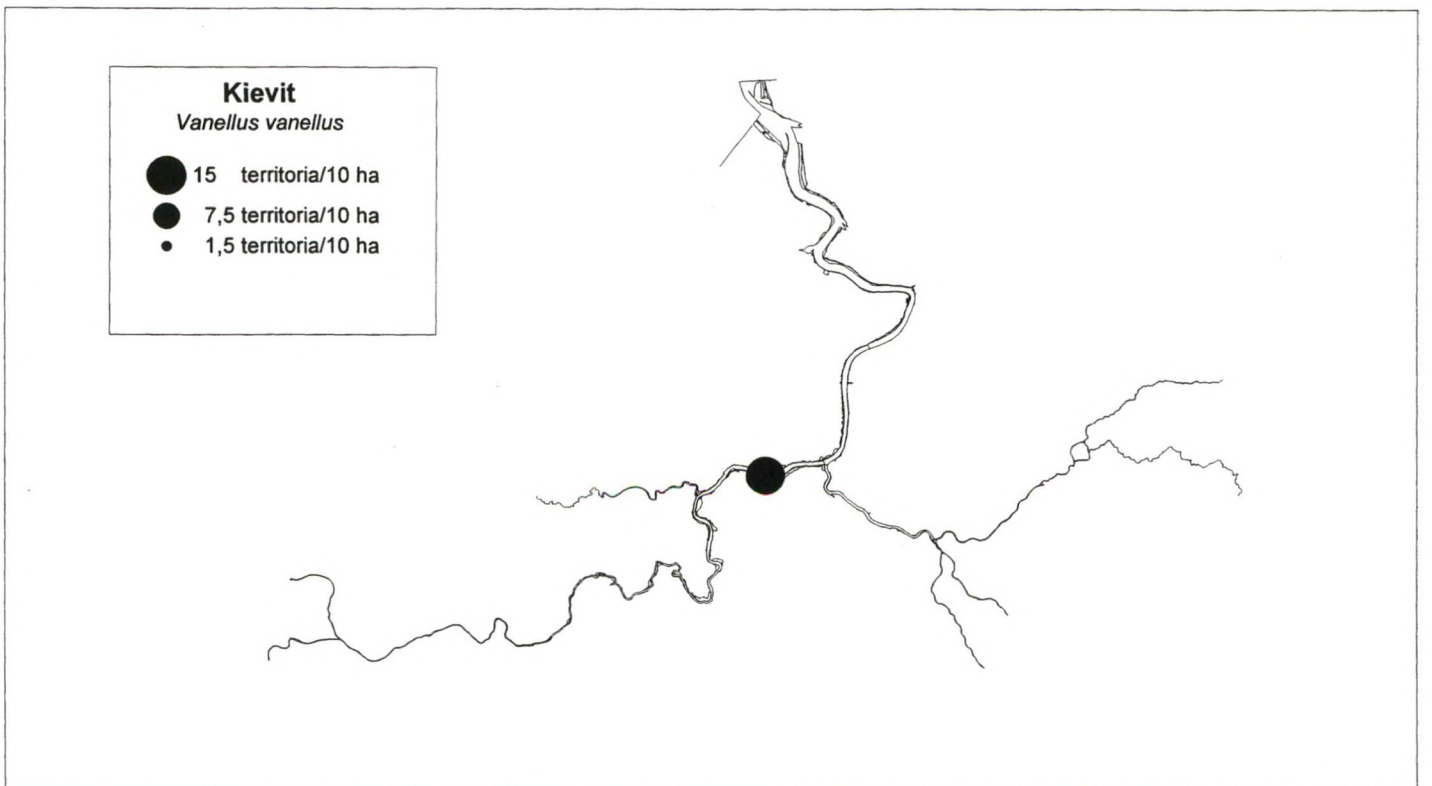 Kievit
Vanellus vanellus
15 territoria/10 ha
7,5 territoria/10 ha
1,5 territoria/10 ha